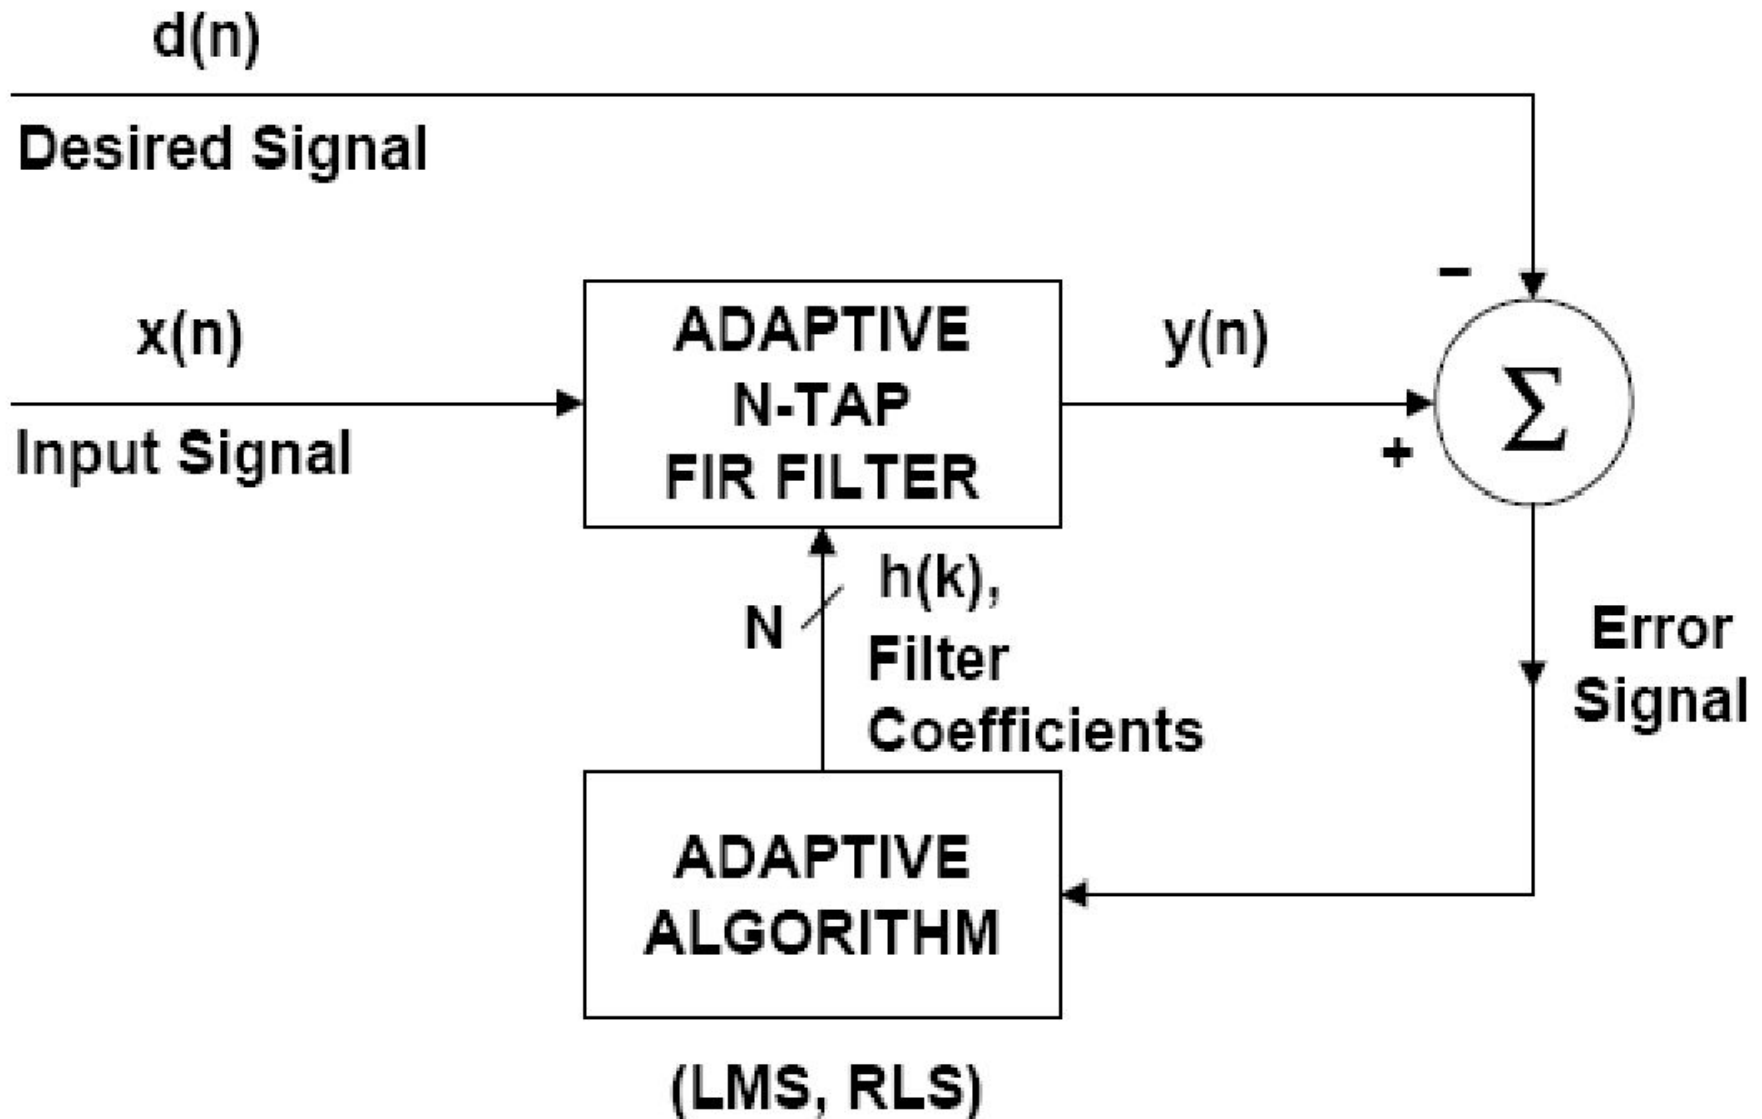 d(n)
Desired Signal
x(n)
Input Signal
ADAPTIVE
N-TAP
FIR FILTER
y(n)
−
+
Σ
N
h(k),
Filter
Coefficients
Error
Signal
ADAPTIVE
ALGORITHM
(LMS, RLS)